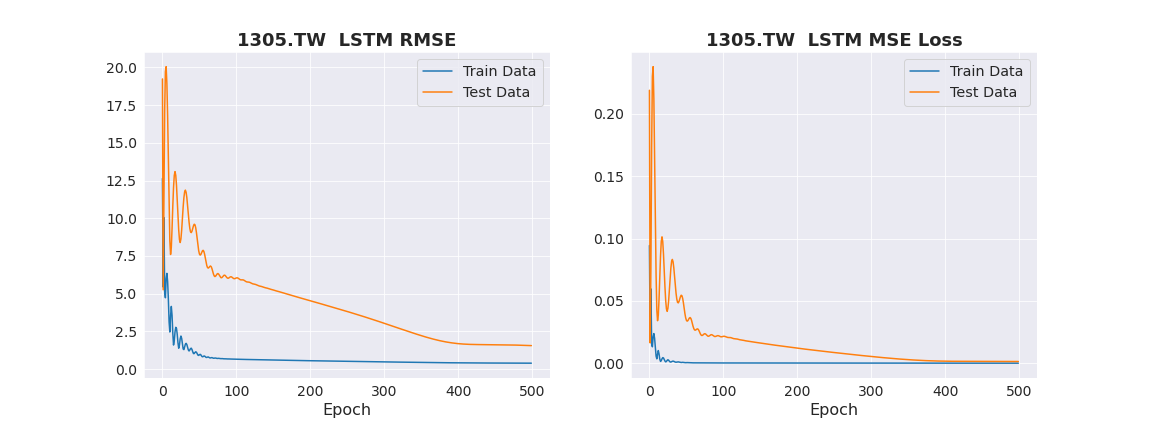 1305.TW  LSTM RMSE
Train Data
Test Data
20.0
17.5
15.0
12.5
10.0
7.5
5.0
2.5
0.0
0 100 200 300 400 500
Epoch
1305.TW  LSTM MSE Loss
Train Data
Test Data
0.20
0.15
0.10
0.05
0.00
0 100 200 300 400 500
Epoch